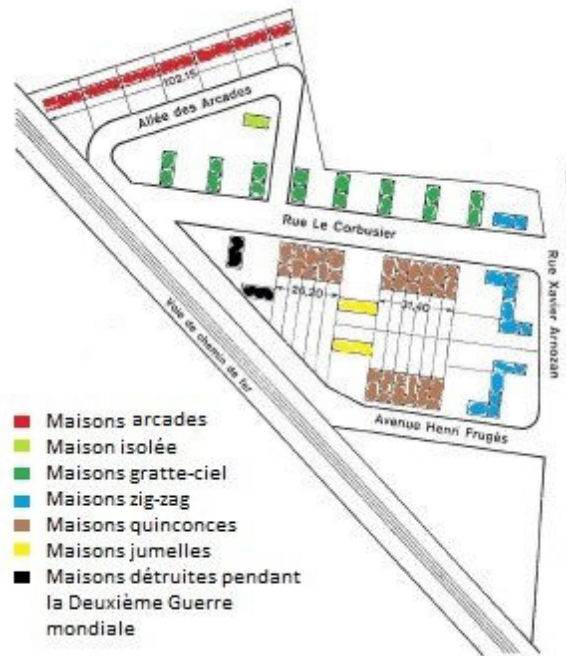 102.15
Allée des Arcades
Rue Le Corbusier
Rue Xavier Arnozan
26,20
31,40
Voie de chemin de fer
Avenue Henri Frugès
Maisons arcades
Maison isolée
Maisons gratte-ciel
Maisons zig-zag
Maisons quinconces
Maisons jumelles
Maisons détruites pendant
la Deuxième Guerre
mondiale